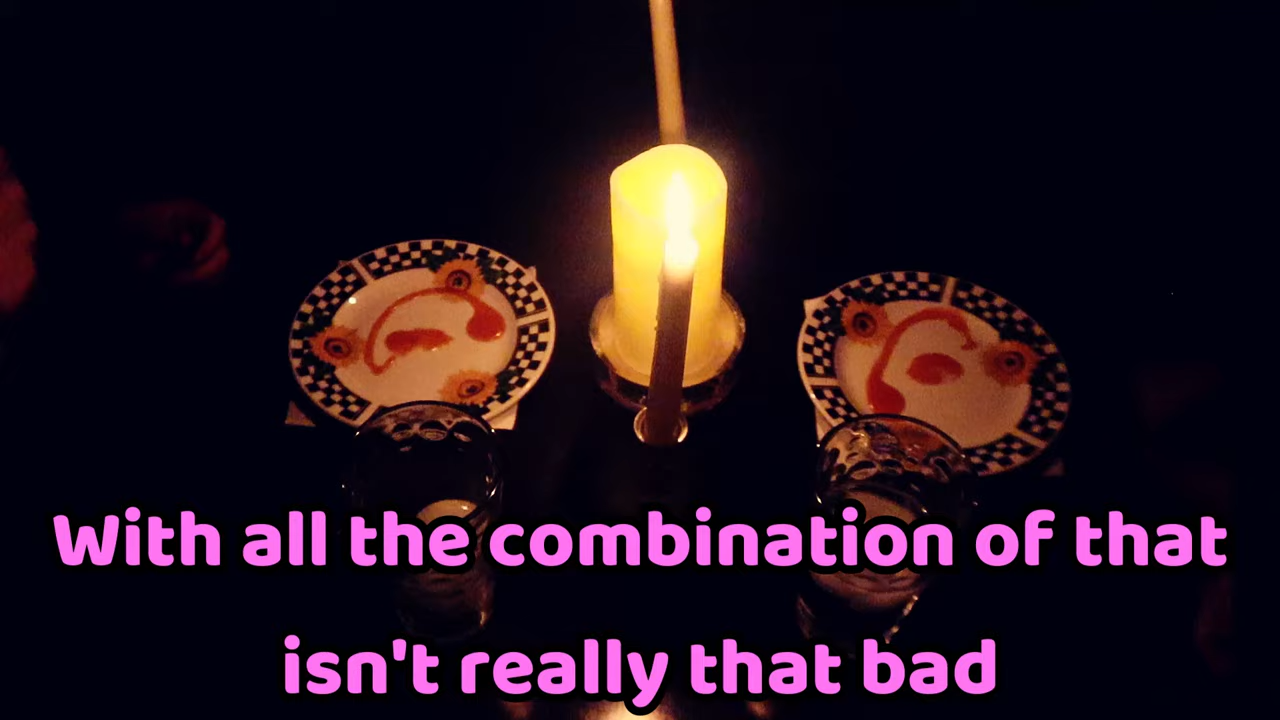 With all the combination of that
isn't really that bad